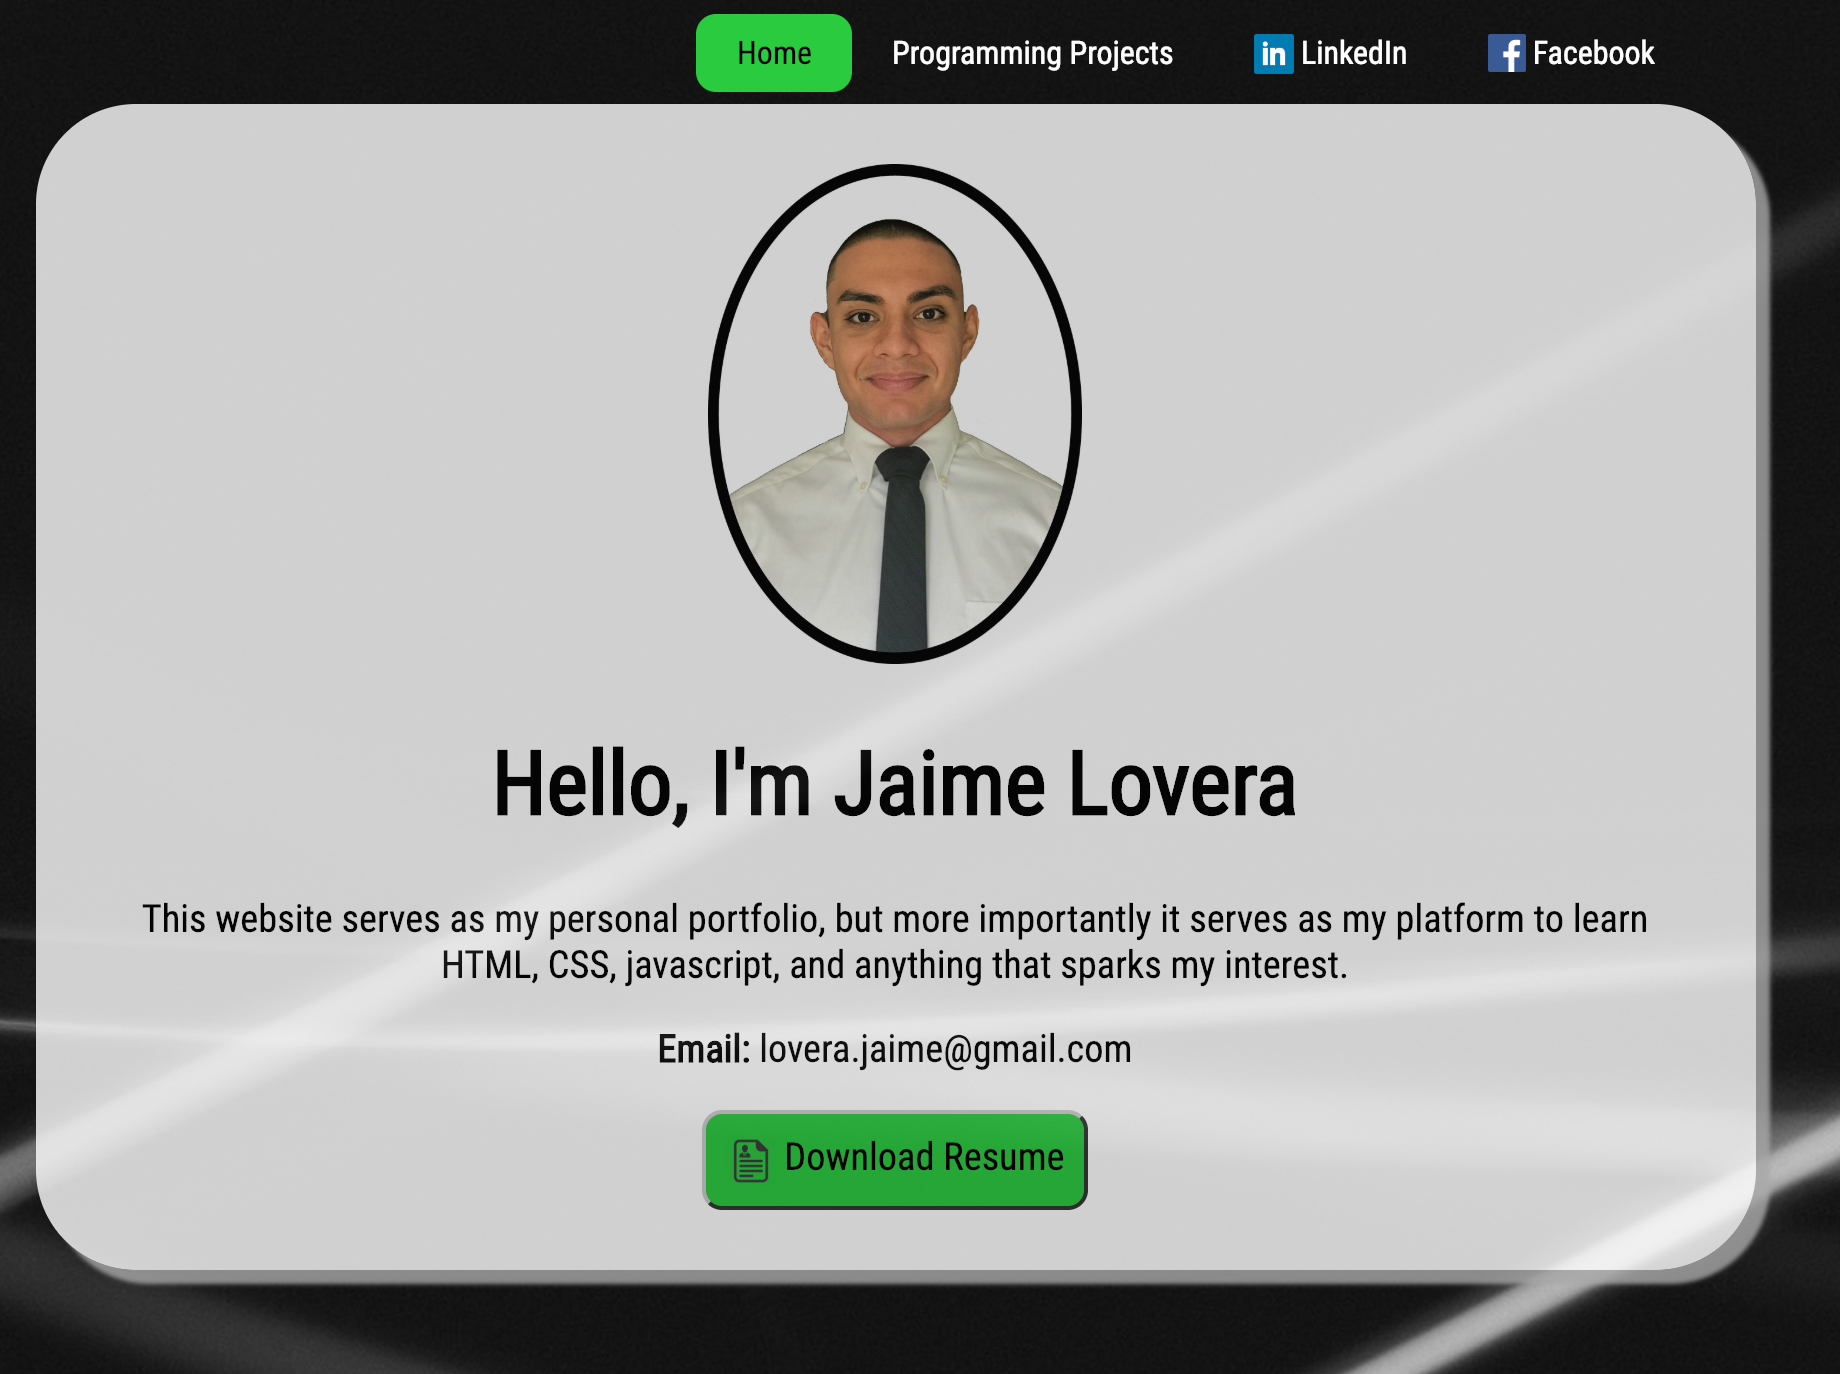 Home Programming Projects in LinkedIn f Facebook
Hello, I'm Jaime Lovera
This website serves as my personal portfolio, but more importantly it serves as my platform to learn
HTML, CSS, javascript, and anything that sparks my interest.
Email: lovera.jaime@gmail.com
Download Resume